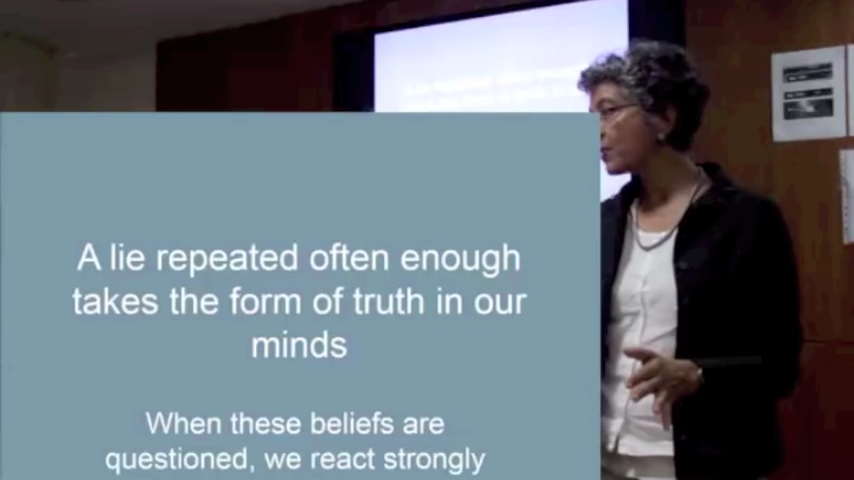 A lie repeated often enough
takes the form of truth in our
minds
When these beliefs are
questioned, we react strongly